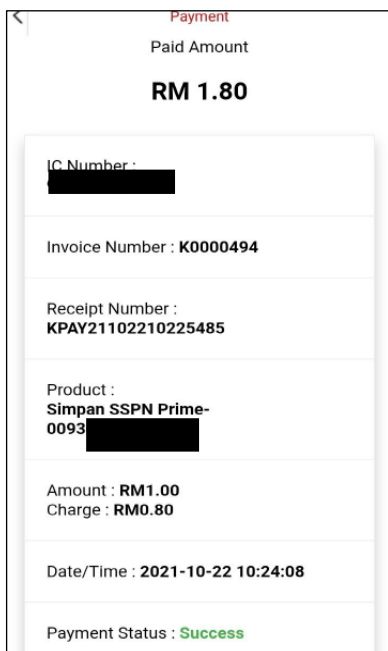 Payment
Paid Amount
RM 1.80
IC Number :
Invoice Number : K0000494
Receipt Number :
KPAY21102210225485
Product :
Simpan SSPN Prime-
0093
Amount : RM1.00
Charge : RM0.80
Date/Time : 2021-10-22 10:24:08
Payment Status : Success